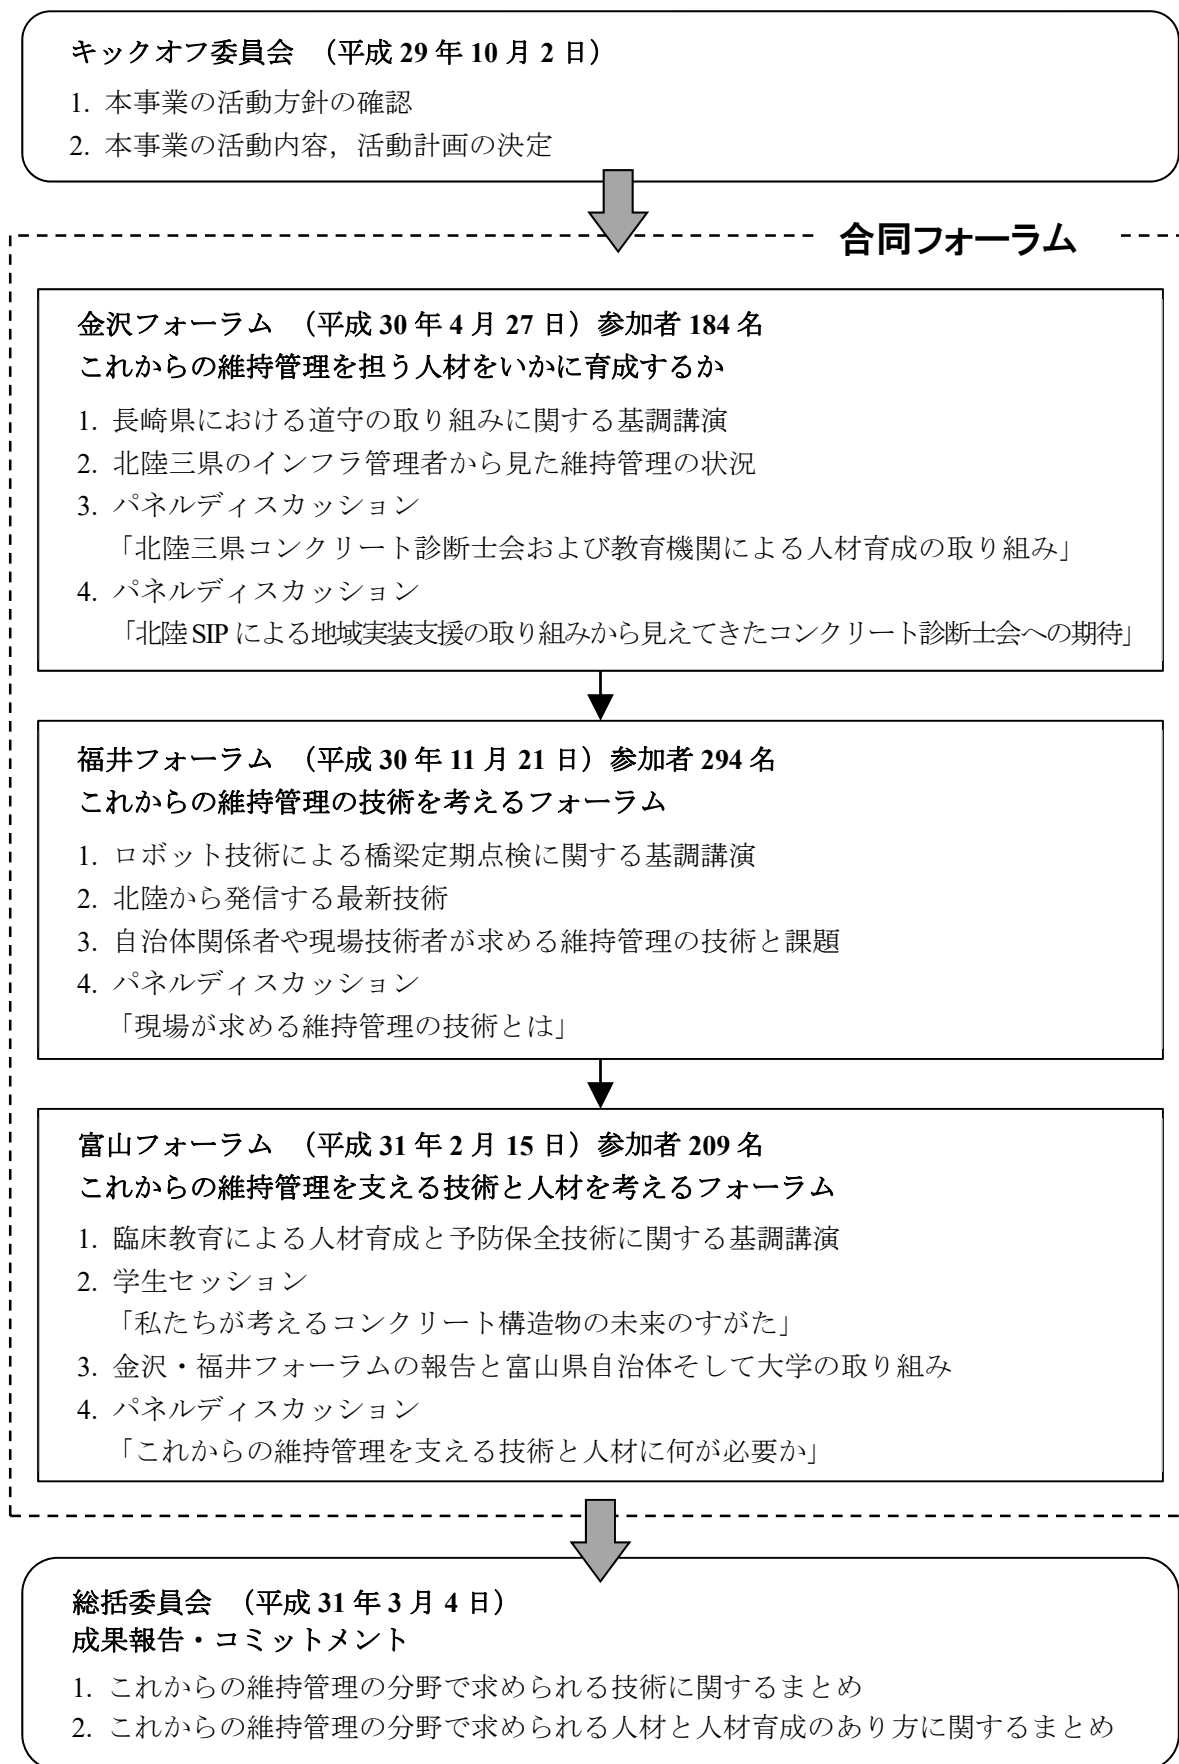 キックオフ委員会 （平成 29 年 10 月 2 日）
1. 本事業の活動方針の確認
2. 本事業の活動内容，活動計画の決定
合同フォーラム
金沢フォーラム （平成 30 年 4 月 27 日）参加者 184 名
これからの維持管理を担う人材をいかに育成するか
1. 長崎県における道守の取り組みに関する基調講演
2. 北陸三県のインフラ管理者から見た維持管理の状況
3. パネルディスカッション
「北陸三県コンクリート診断士会および教育機関による人材育成の取り組み」
4. パネルディスカッション
「北陸 SIP による地域実装支援の取り組みから見えてきたコンクリート診断士会への期待」
福井フォーラム （平成 30 年 11 月 21 日）参加者 294 名
これからの維持管理の技術を考えるフォーラム
1. ロボット技術による橋梁定期点検に関する基調講演
2. 北陸から発信する最新技術
3. 自治体関係者や現場技術者が求める維持管理の技術と課題
4. パネルディスカッション
「現場が求める維持管理の技術とは」
富山フォーラム （平成 31 年 2 月 15 日）参加者 209 名
これからの維持管理を支える技術と人材を考えるフォーラム
1. 臨床教育による人材育成と予防保全技術に関する基調講演
2. 学生セッション
「私たちが考えるコンクリート構造物の未来のすがた」
3. 金沢・福井フォーラムの報告と富山県自治体そして大学の取り組み
4. パネルディスカッション
「これからの維持管理を支える技術と人材に何が必要か」
総括委員会 （平成 31 年 3 月 4 日）
成果報告・コミットメント
1. これからの維持管理の分野で求められる技術に関するまとめ
2. これからの維持管理の分野で求められる人材と人材育成のあり方に関するまとめ